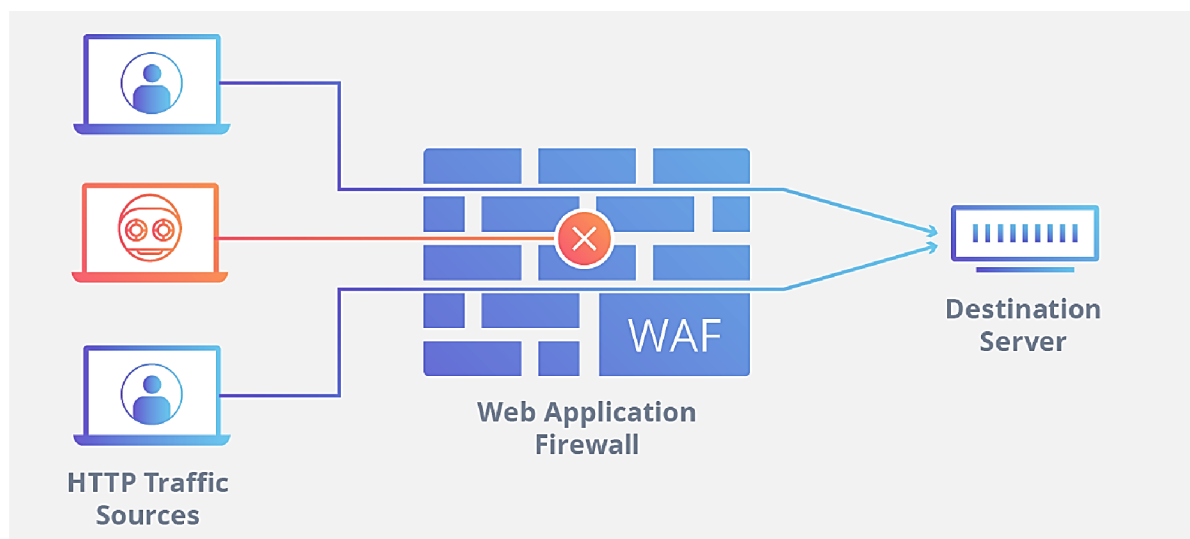 WAF
Web Application
Firewall
HTTP Traffic
Sources
Destination
Server